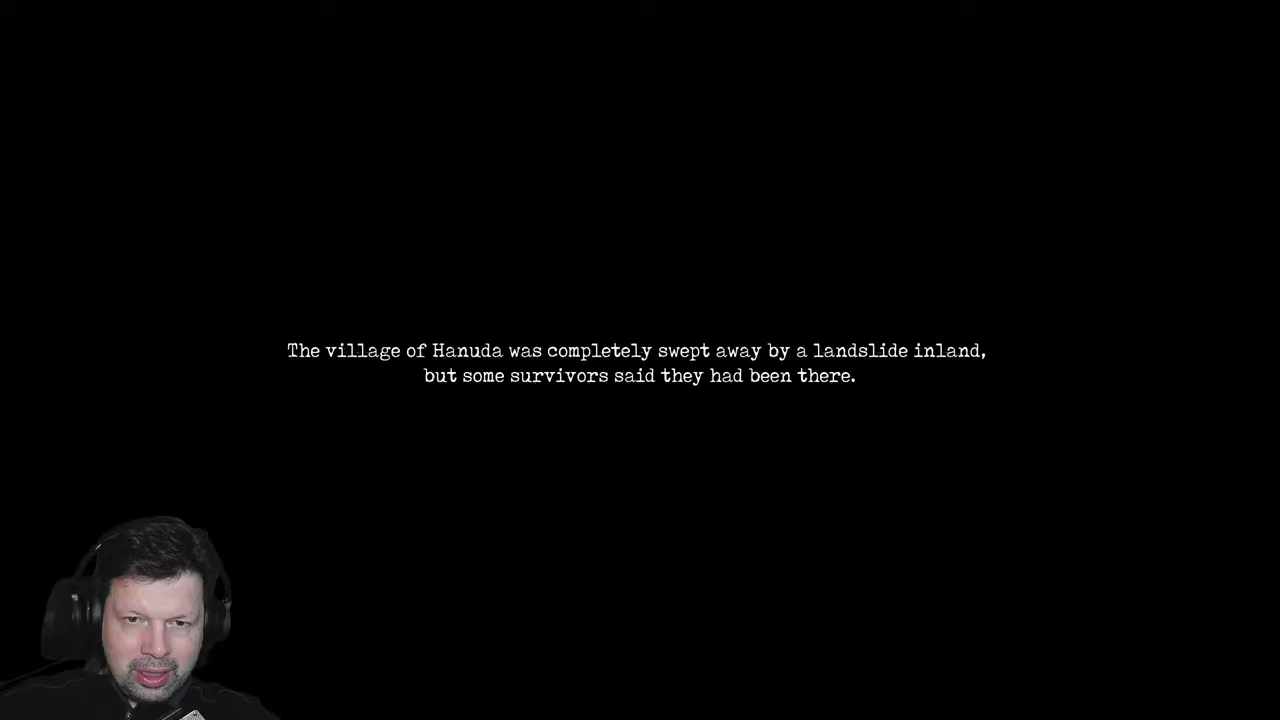 The village of Hanuda was completely swept away by a landslide inland,
but some survivors said they had been there.